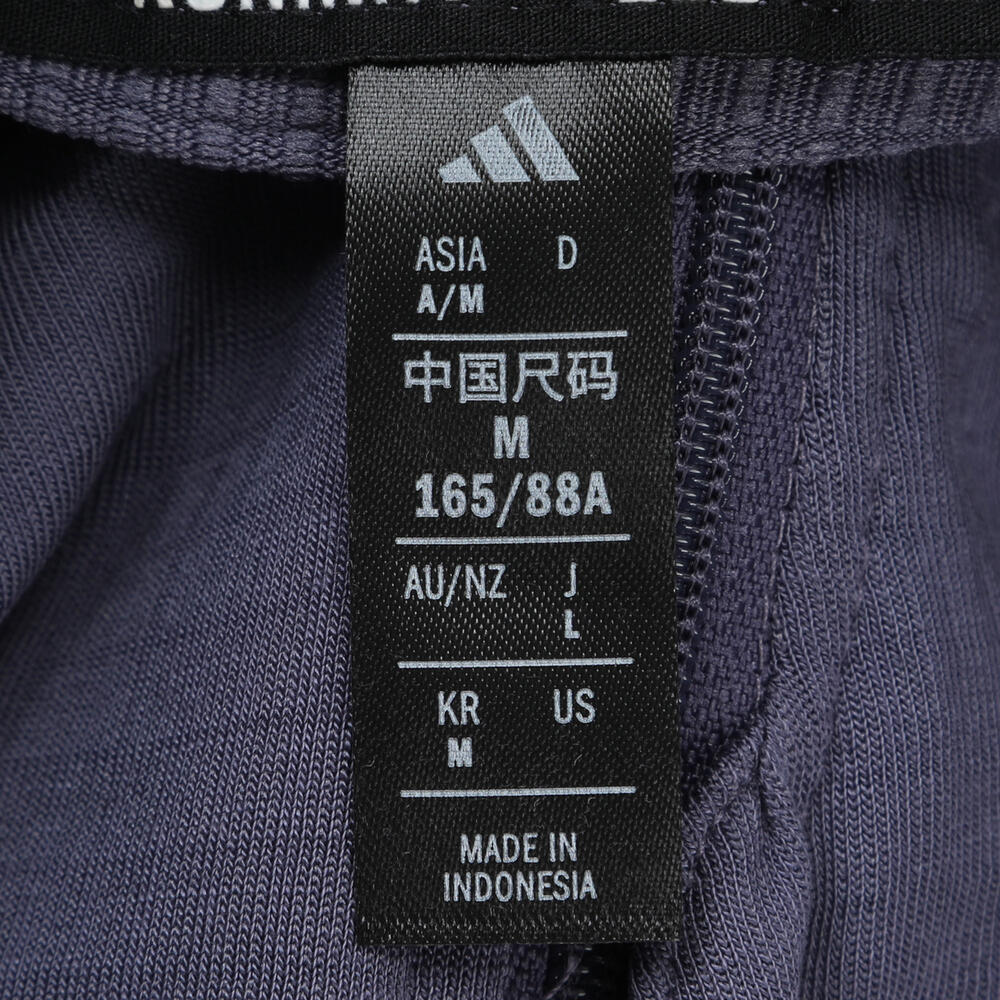 ASIA D
A/M
中国尺码
M
165/88A
AU/NZ J
L
KR US
M
MADE IN
INDONESIA